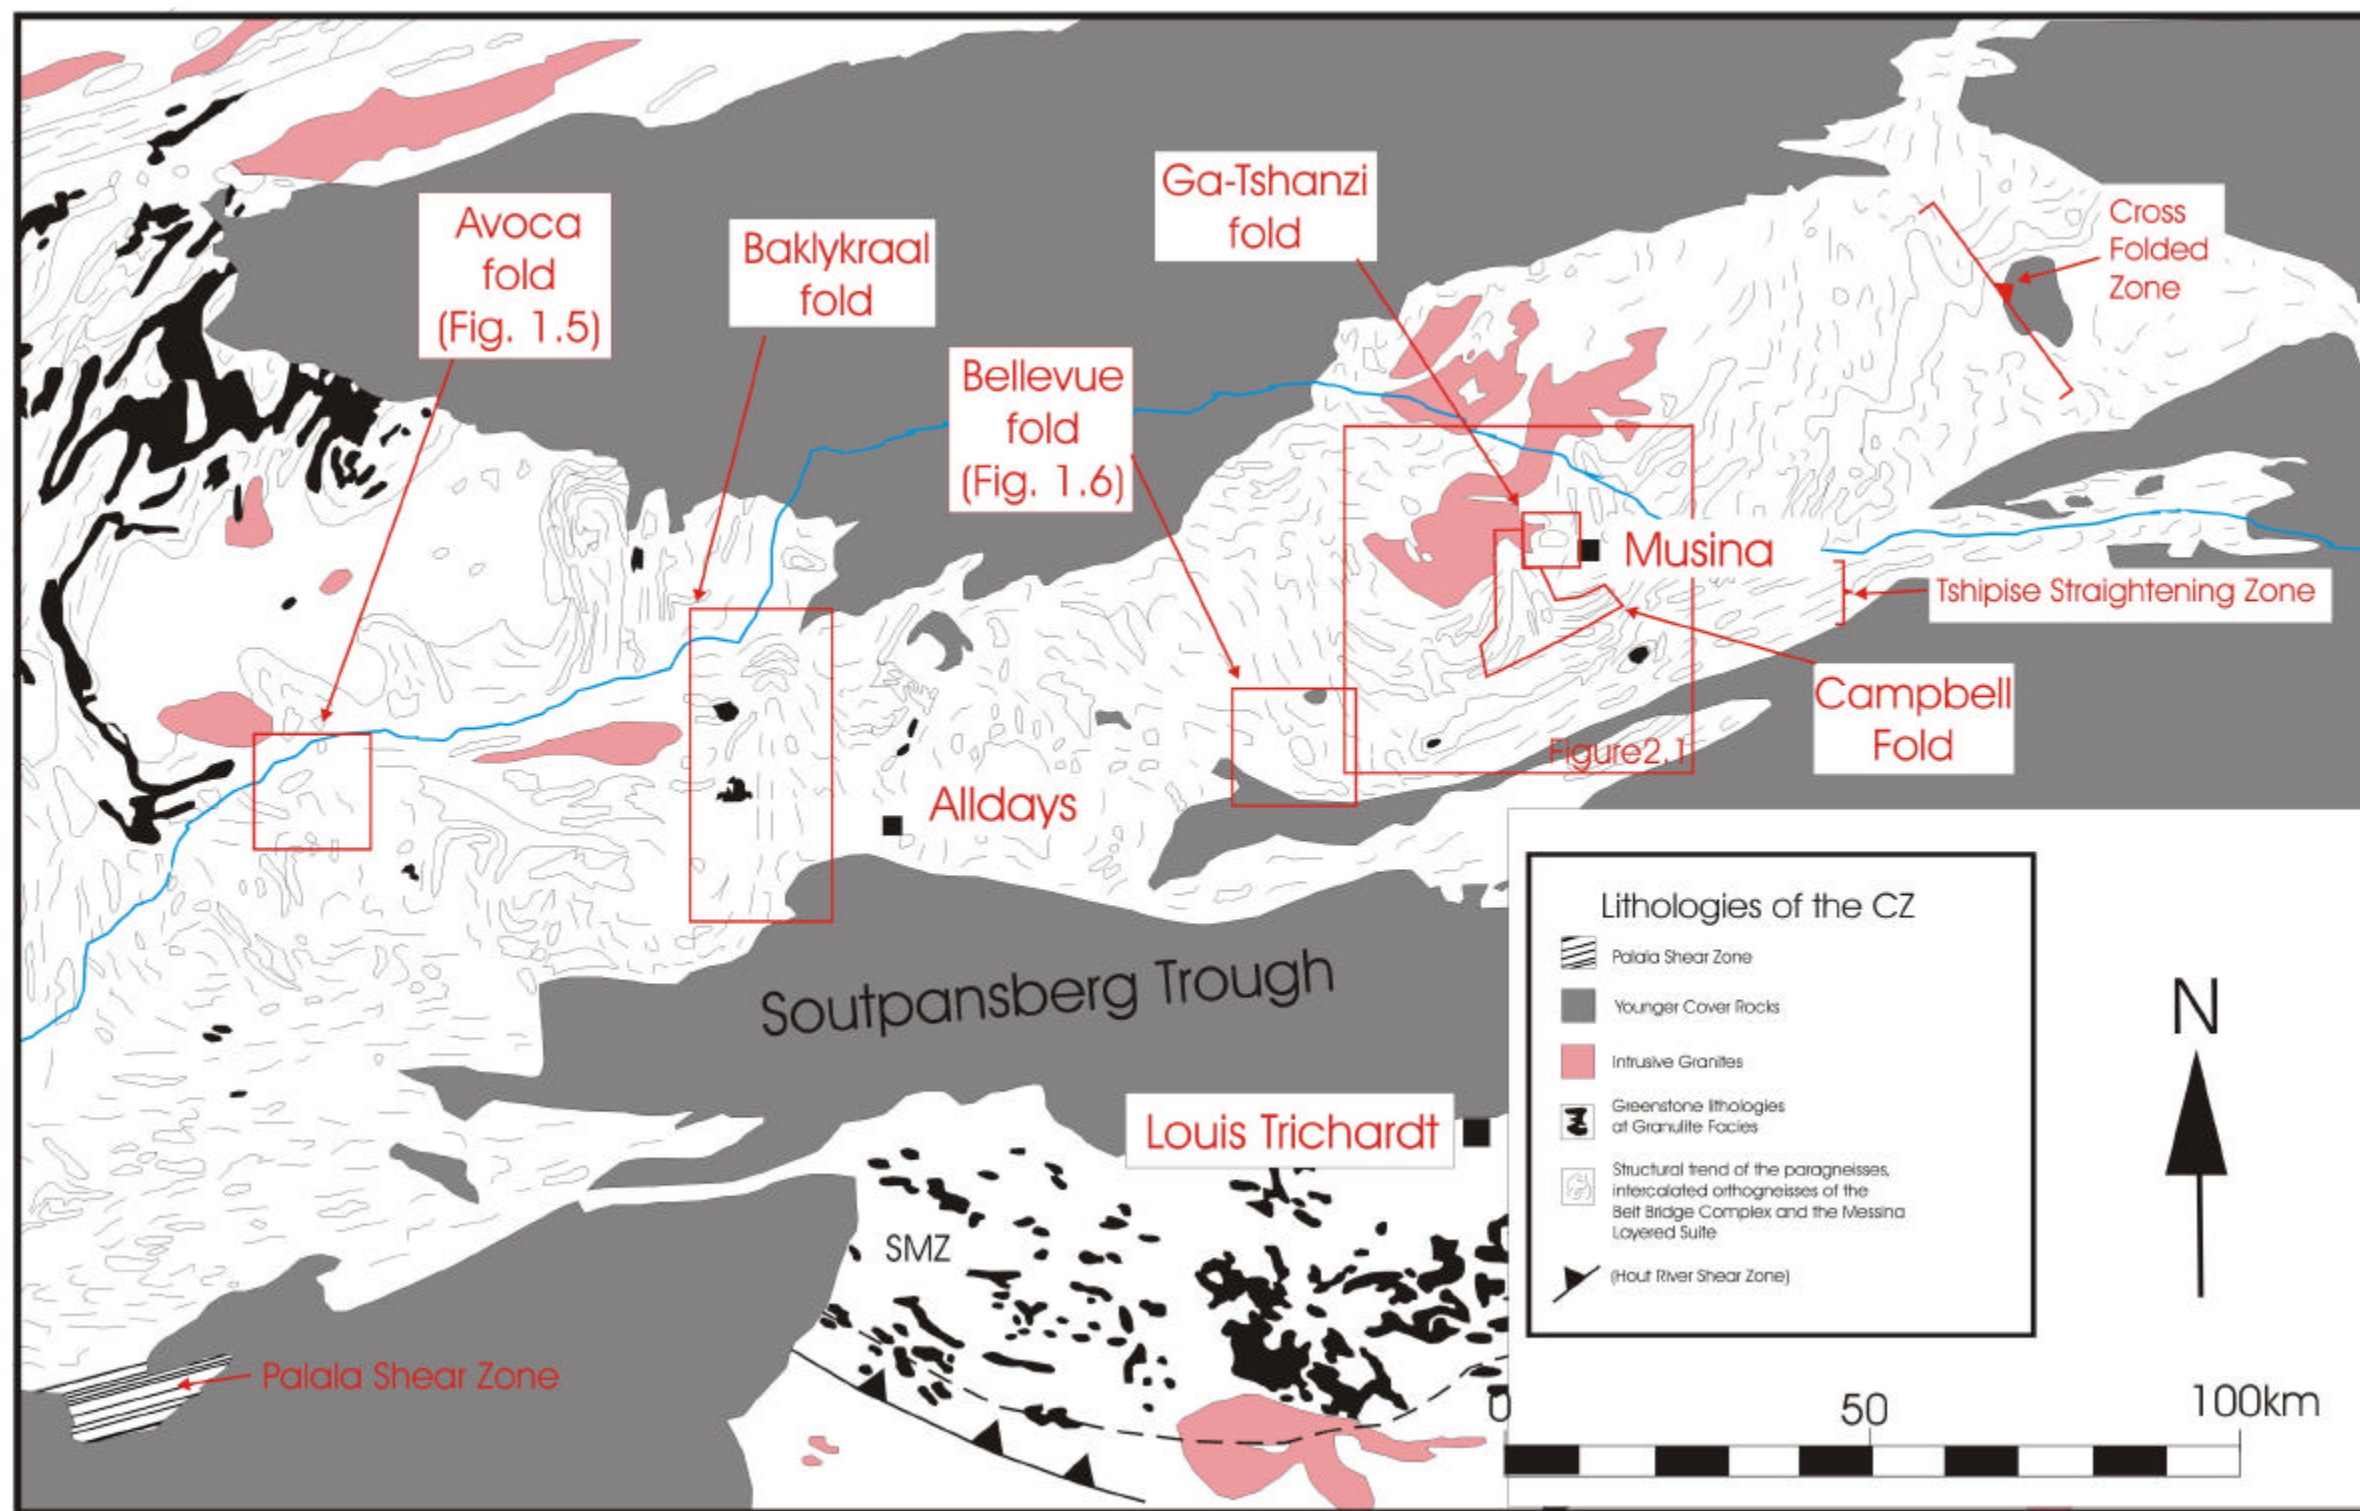 Avoca
fold
(Fig. 1.5)
Baklykraal
fold
Ga-Tshanzi
fold
Cross
Folded
Zone
Bellevue
fold
(Fig. 1.6)
Musina
Tshipise Straightening Zone
Campbell
Fold
Figure2.1
Alldays
Soutpansberg Trough
Louis Trichardt
SMZ
Palala Shear Zone
Lithologies of the CZ
Palala Shear Zone
Younger Cover Rocks
Intrusive Granites
Greenstone lithologies
at Granulite Facies
Structural trend of the paragneisses,
intercalated orthogneisses of the
Beit Bridge Complex and the Messina
Layered Suite
(Hout River Shear Zone)
N
0 50 100km